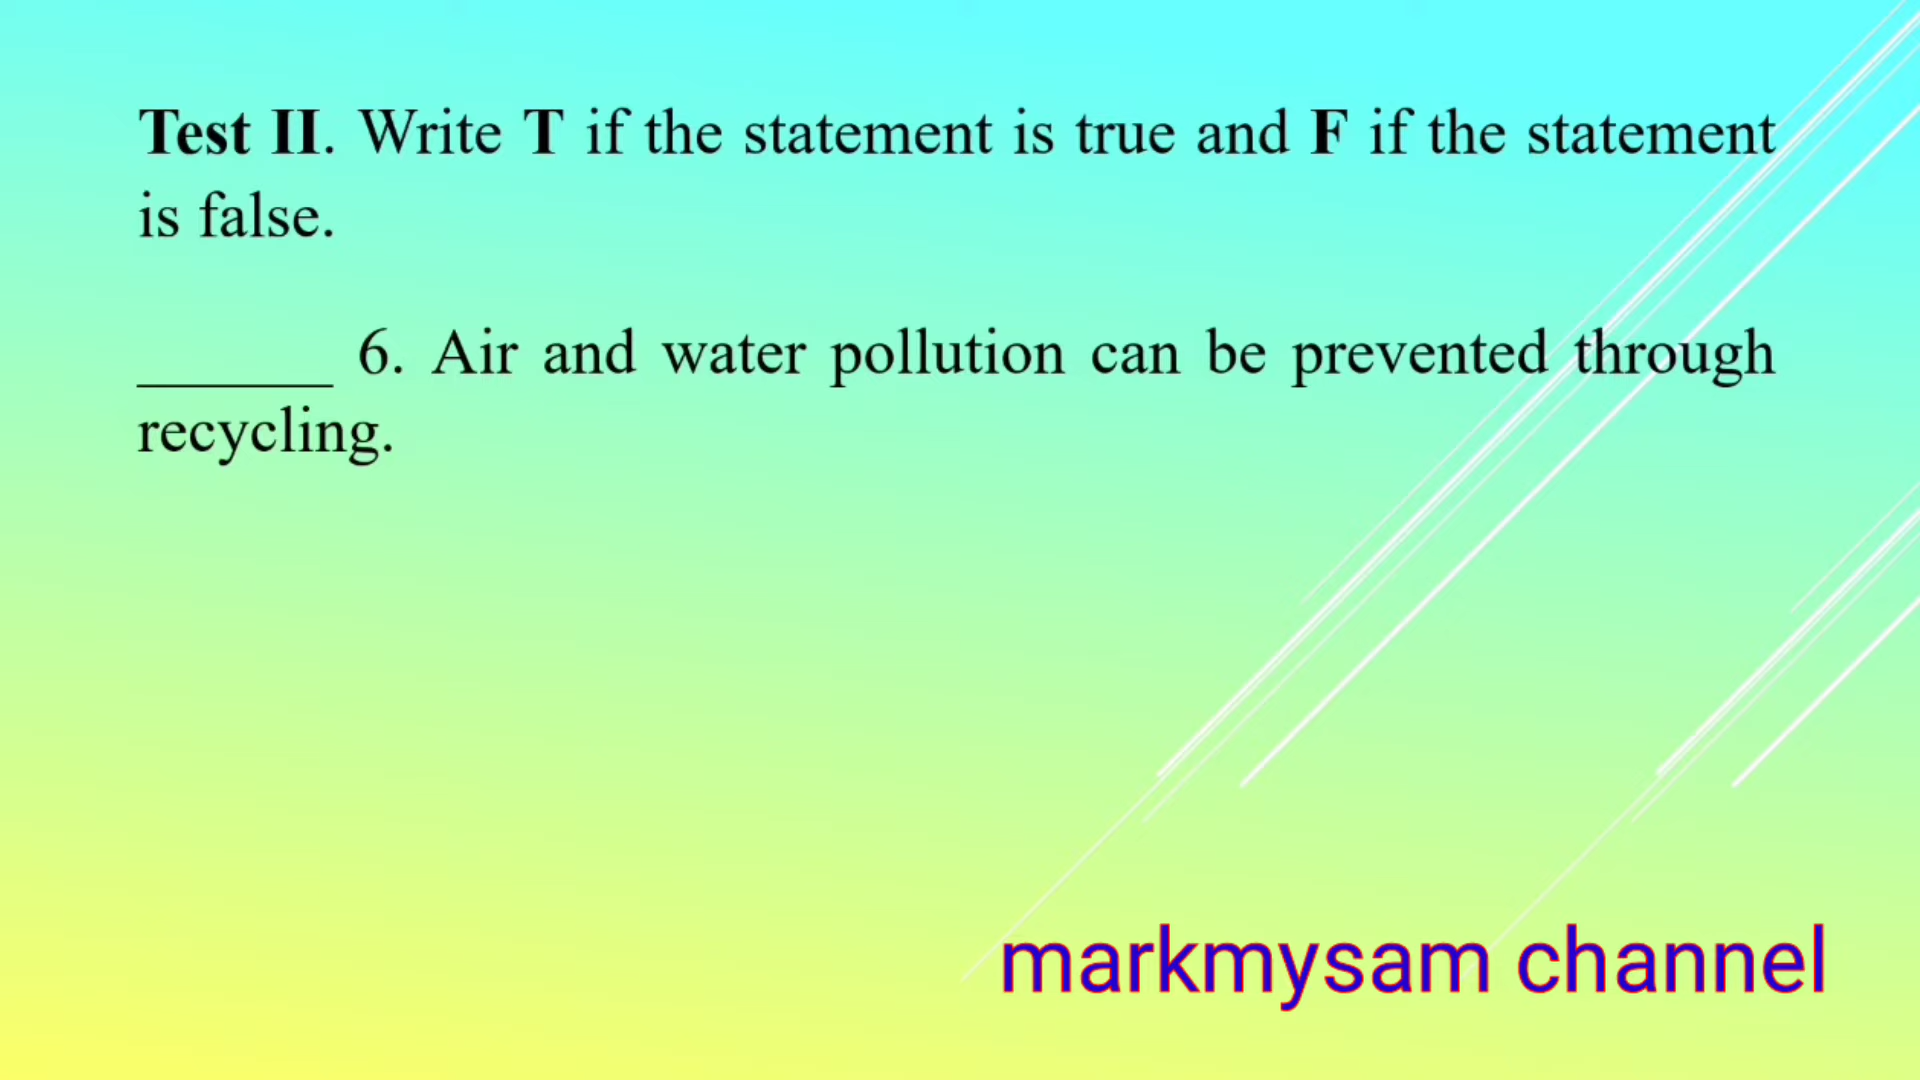 Test II. Write T if the statement is true and F if the statement
is false.
______ 6. Air and water pollution can be prevented through
recycling.
markmysam channel